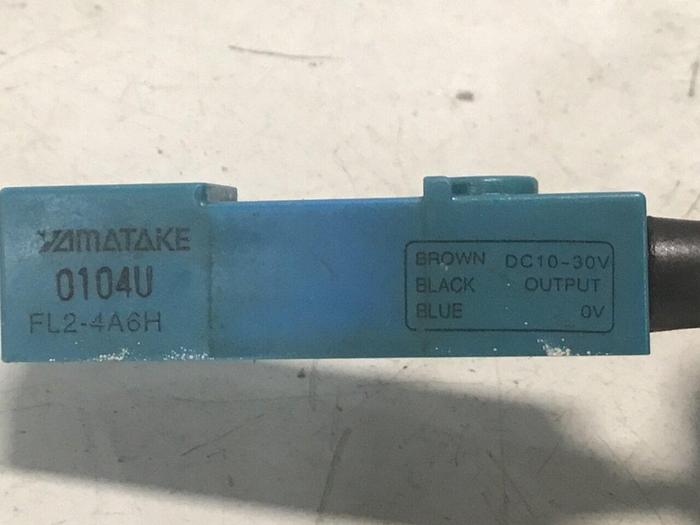 YAMATAKE
0104U
FL2-4A6H
BROWN DC10-30V
BLACK OUTPUT
BLUE 0V